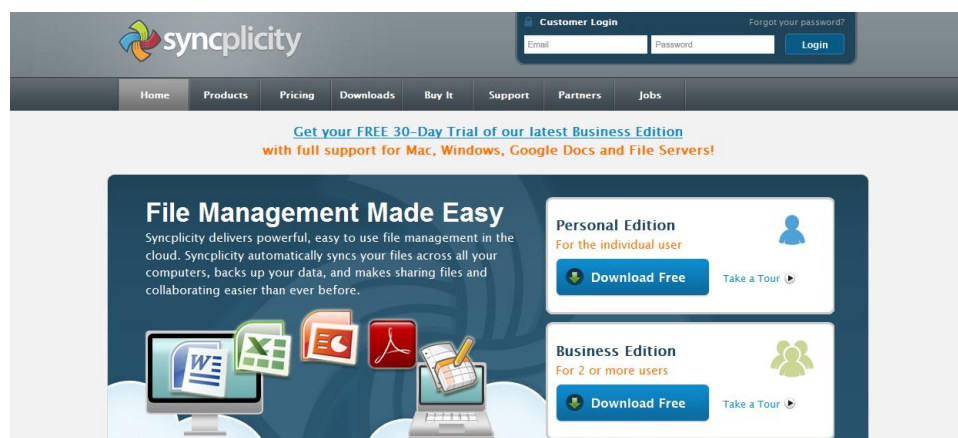 syncplicity
Customer Login
Forgot your password?
Email
Password
Login
Home
Products
Pricing
Downloads
Buy It
Support
Partners
Jobs
Get your FREE 30-Day Trial of our latest Business Edition
with full support for Mac, Windows, Google Docs and File Servers!
File Management Made Easy
Syncplicity delivers powerful, easy to use file management in the
cloud. Syncplicity automatically syncs your files across all your
computers, backs up your data, and makes sharing files and
collaborating easier than ever before.
W
X
Personal Edition
For the individual user
Download Free
Take a Tour
Business Edition
For 2 or more users
Download Free
Take a Tour